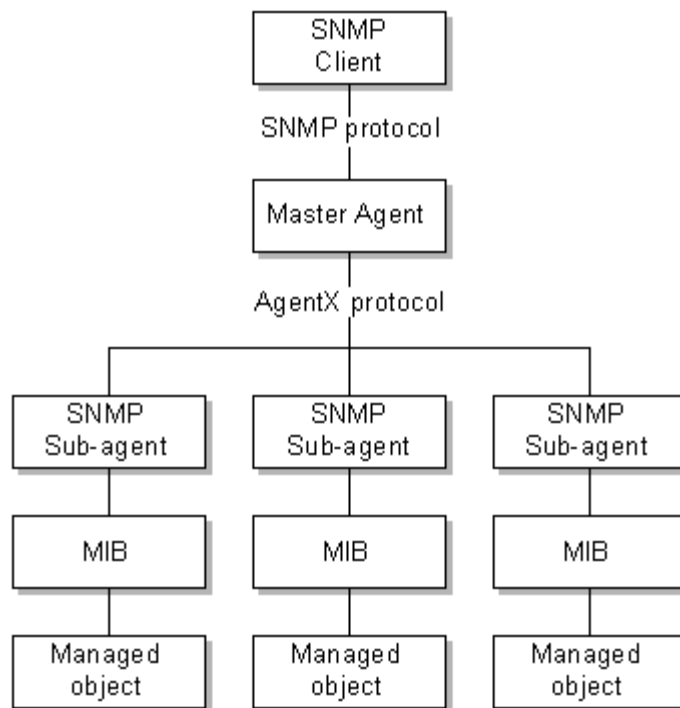 SNMP
Client
SNMP protocol
Master Agent
AgentX protocol
SNMP
Sub-agent
SNMP
Sub-agent
SNMP
Sub-agent
MIB
MIB
MIB
Managed
object
Managed
object
Managed
object